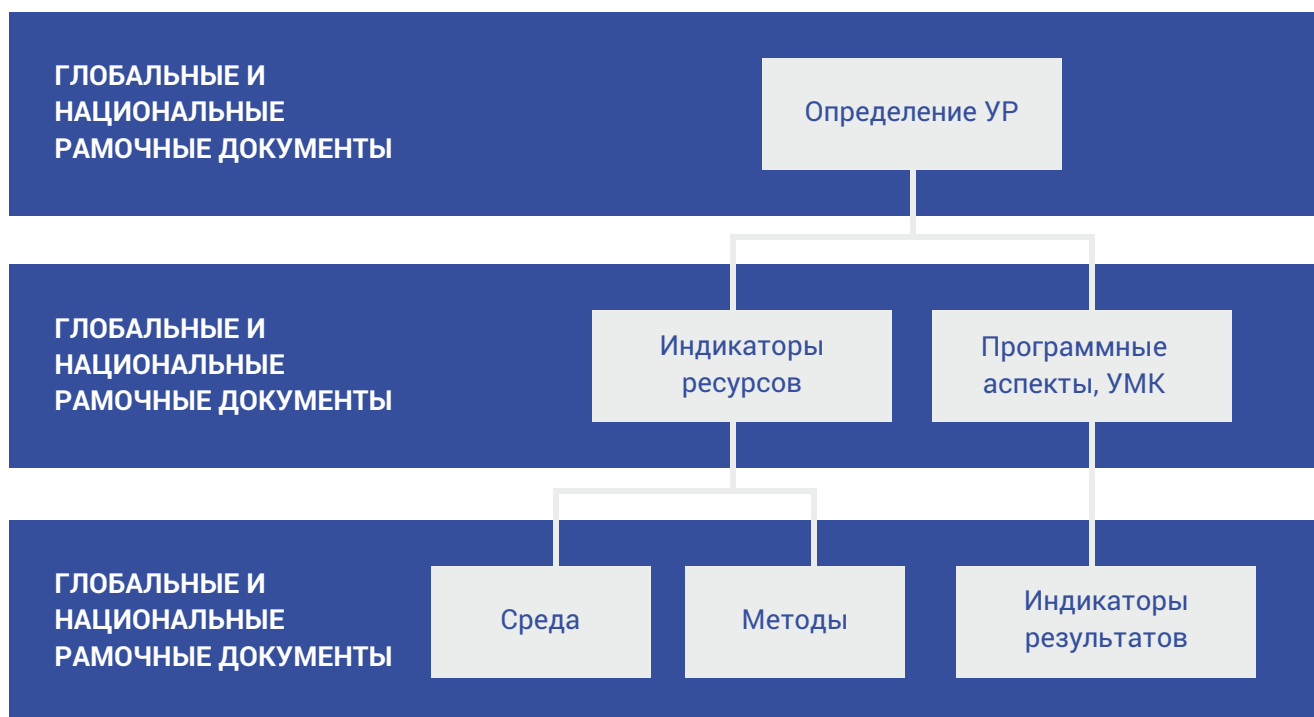 ГЛОБАЛЬНЫЕ И
НАЦИОНАЛЬНЫЕ
РАМОЧНЫЕ ДОКУМЕНТЫ
Определение УР
ГЛОБАЛЬНЫЕ И
НАЦИОНАЛЬНЫЕ
РАМОЧНЫЕ ДОКУМЕНТЫ
Индикаторы
ресурсов
Программные
аспекты, УМК
ГЛОБАЛЬНЫЕ И
НАЦИОНАЛЬНЫЕ
РАМОЧНЫЕ ДОКУМЕНТЫ
Среда
Методы
Индикаторы
результатов